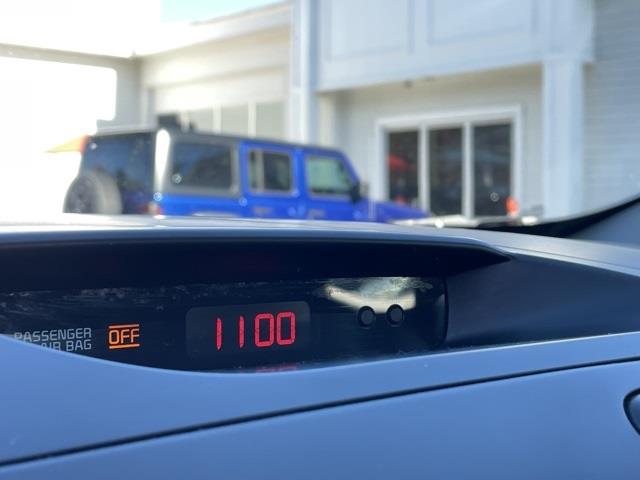 PASSENGER
AIR BAG
OFF
1100